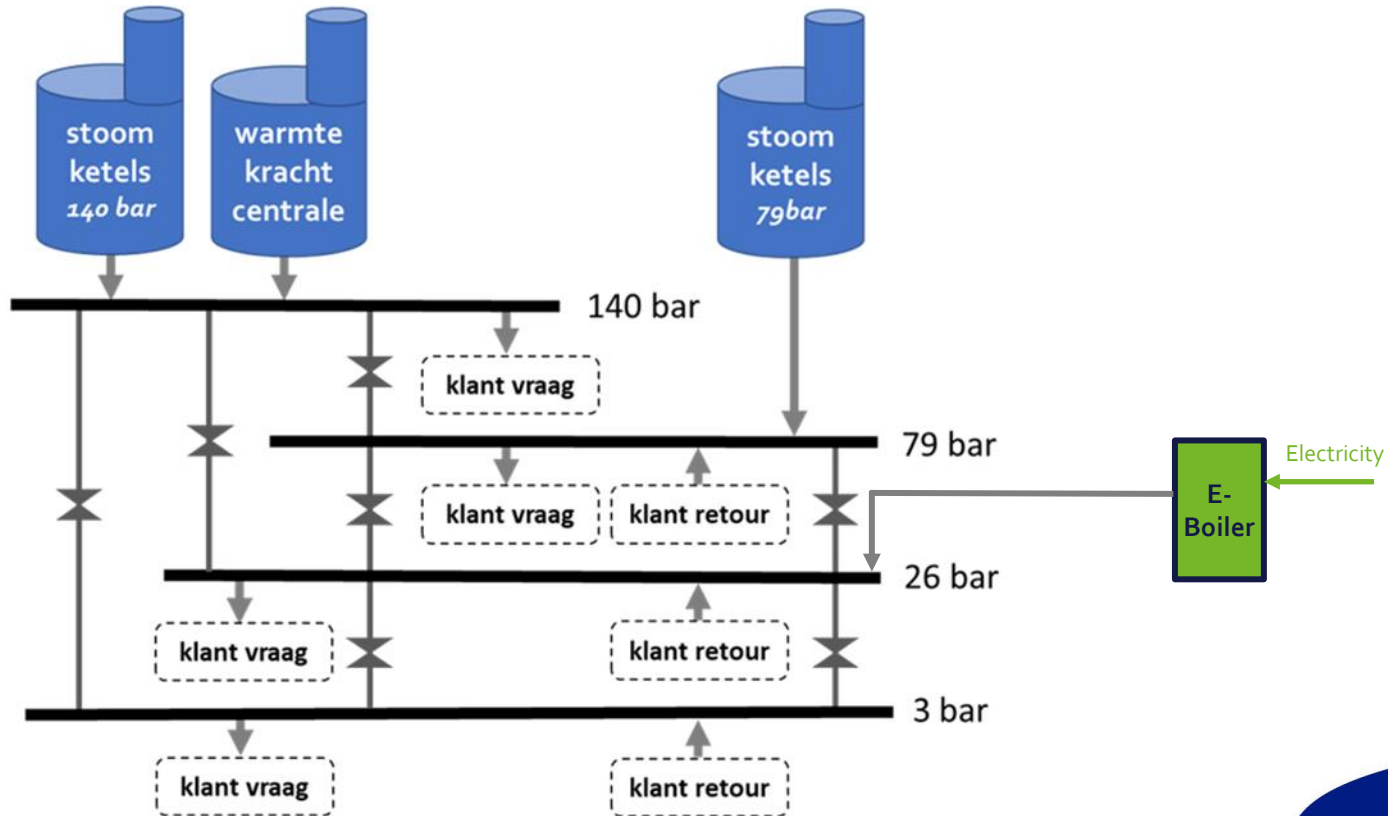 stoom
ketels
140 bar
warmte
kracht
centrale
stoom
ketels
79bar
140 bar
klant vraag
79 bar
Electricity
E-
Boiler
klant vraag
klant retour
26 bar
klant vraag
klant retour
3 bar
klant vraag
klant retour